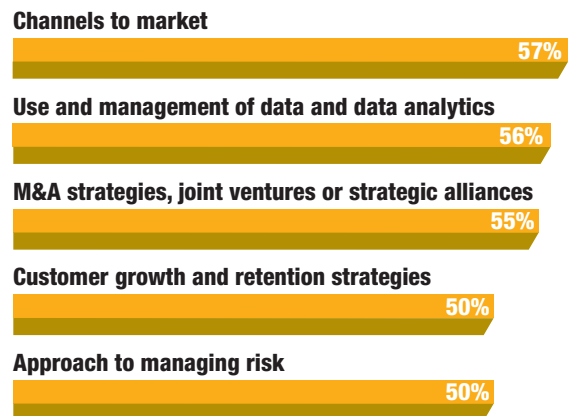 Channels to market
57%
Use and management of data and data analytics
56%
M&A strategies, joint ventures or strategic alliances
55%
Customer growth and retention strategies
50%
Approach to managing risk
50%